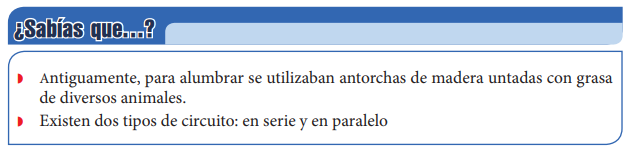 ¿Sabías que...?
Antiguamente, para alumbrar se utilizaban antorchas de madera untadas con grasa
de diversos animales.
Existen dos tipos de circuito: en serie y en paralelo